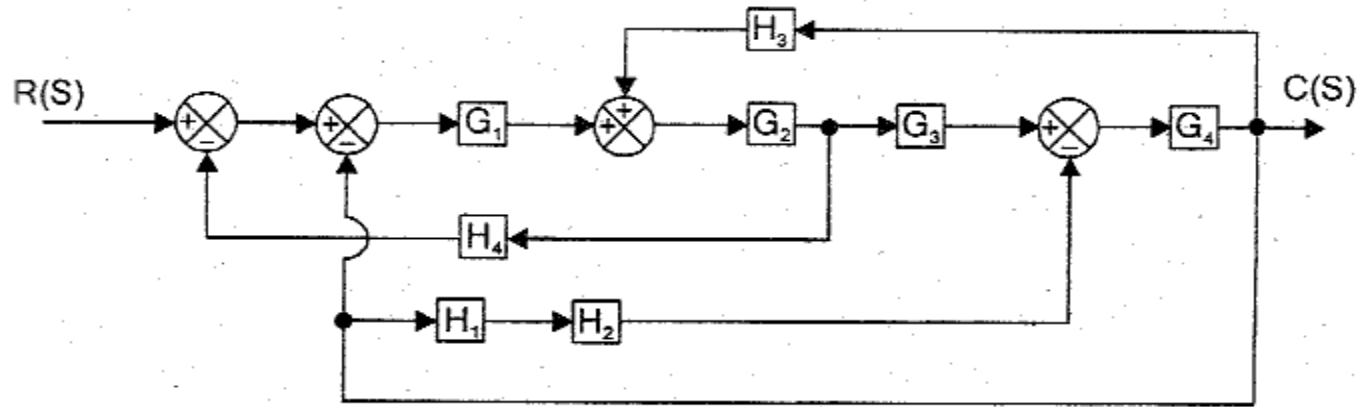 H₃
R(S) + − + − G₁ + + G₂ G₃ + − G₄ C(S)
H₄
H₁ H₂